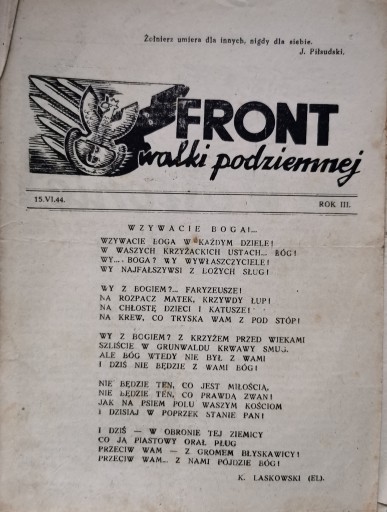 Żołnierz umiera dla innych, nigdy dla siebie.
J. Piłsudski.
FRONT
walki podziemnej
15.VI.44.
ROK III.
WZYWACIE BOGA!...
WZYWACIE BOGA W KAŻDYM DZIELE!
W WASZYCH KRZYŻACKICH USTACH... BÓG!
WY... BOGA? WY WYWŁASZCZYCIELE!
WY NAJFAŁSZYWSI Z BOŻYCH SŁUG!
WY Z BOGIEM?... FARYZEUSZE!
NA ROZPACZ MATEK, KRZYWDY ŁUP!
NA CHŁOSTĘ DZIECI I KATUSZE!
NA KREW, CO TRYSKA WAM Z POD STÓP!
WY Z BOGIEM? Z KRZYŻEM PRZED WIEKAMI
SZLIŚCIE W GRUNWALDU KRWAWY SMUG.
ALE BÓG WTEDY NIE BYŁ Z WAMI
I DZIŚ NIE BĘDZIE Z WAMI BÓG!
NIE BĘDZIE TEN, CO JEST MIŁOŚCIĄ,
NIE BĘDZIE TEN, CO PRAWDĄ ZWAN!
JAK NA PSIEM POLU WASZYM KOŚCIOM
I DZISIAJ W POPRZEK STANIE PAN!
I DZIŚ — W OBRONIE TEJ ZIEMICY
CO JĄ PIASTOWY ORAŁ PŁUG
PRZECIW WAM — Z GROMEM BŁYSKAWICY!
PRZECIW WAM... Z NAMI PÓJDZIE BÓG!
K. LASKOWSKI (EL).